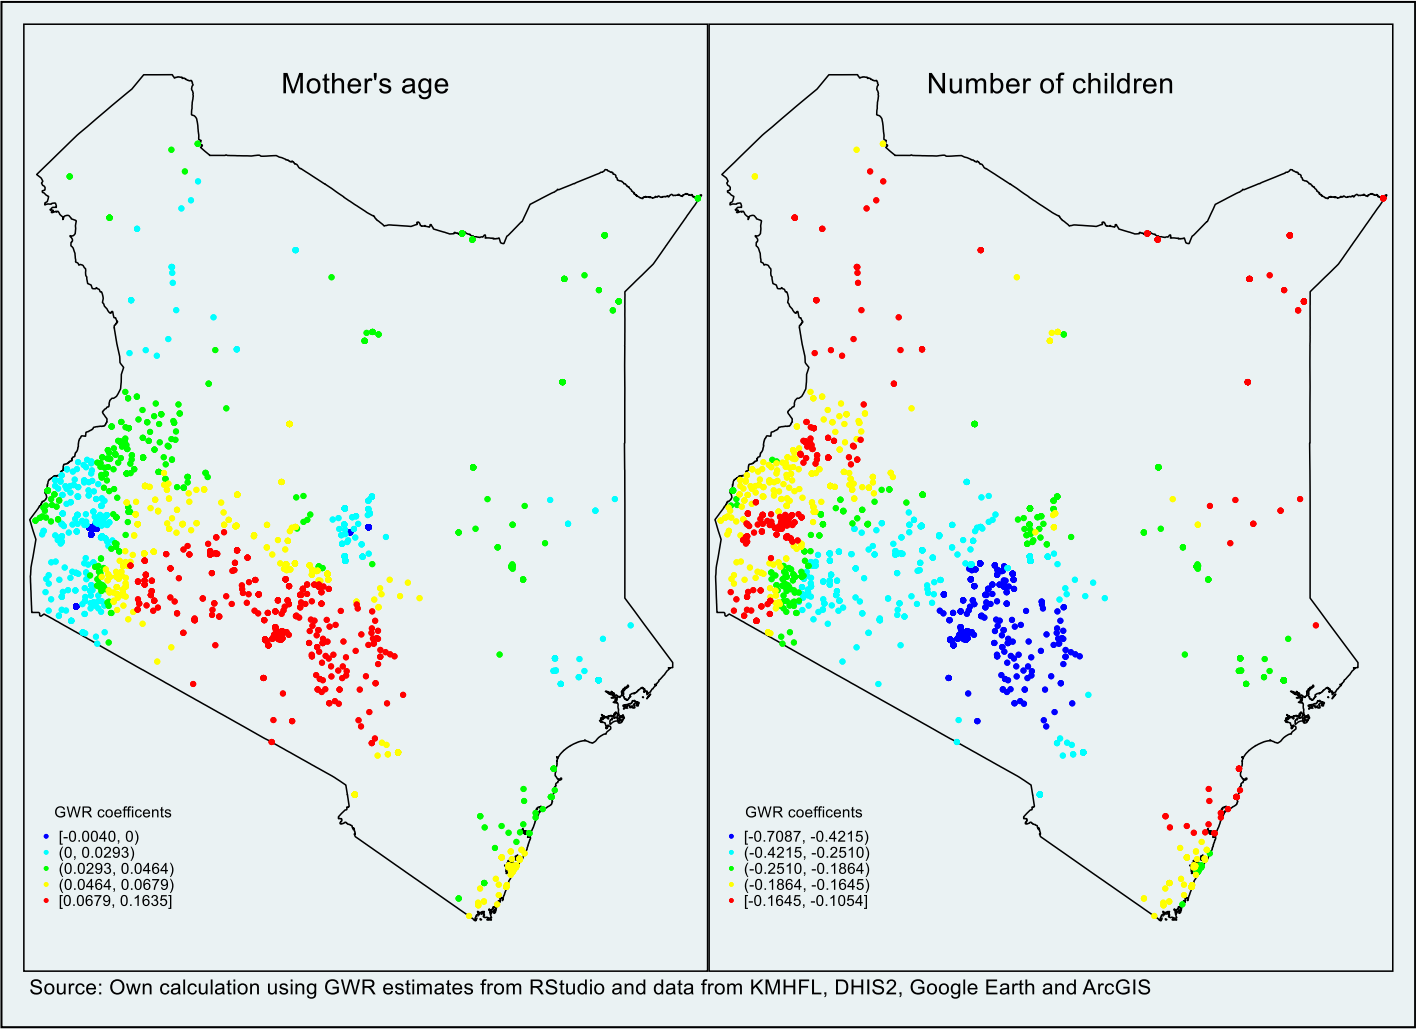 Mother's age
Number of children
GWR coefficents
[-0.0040, 0)
(0, 0.0293)
(0.0293, 0.0464)
(0.0464, 0.0679)
[0.0679, 0.1635]
GWR coefficents
[-0.7087, -0.4215)
(-0.4215, -0.2510)
(-0.2510, -0.1864)
(-0.1864, -0.1645)
[-0.1645, -0.1054]
Source: Own calculation using GWR estimates from RStudio and data from KMHFL, DHIS2, Google Earth and ArcGIS